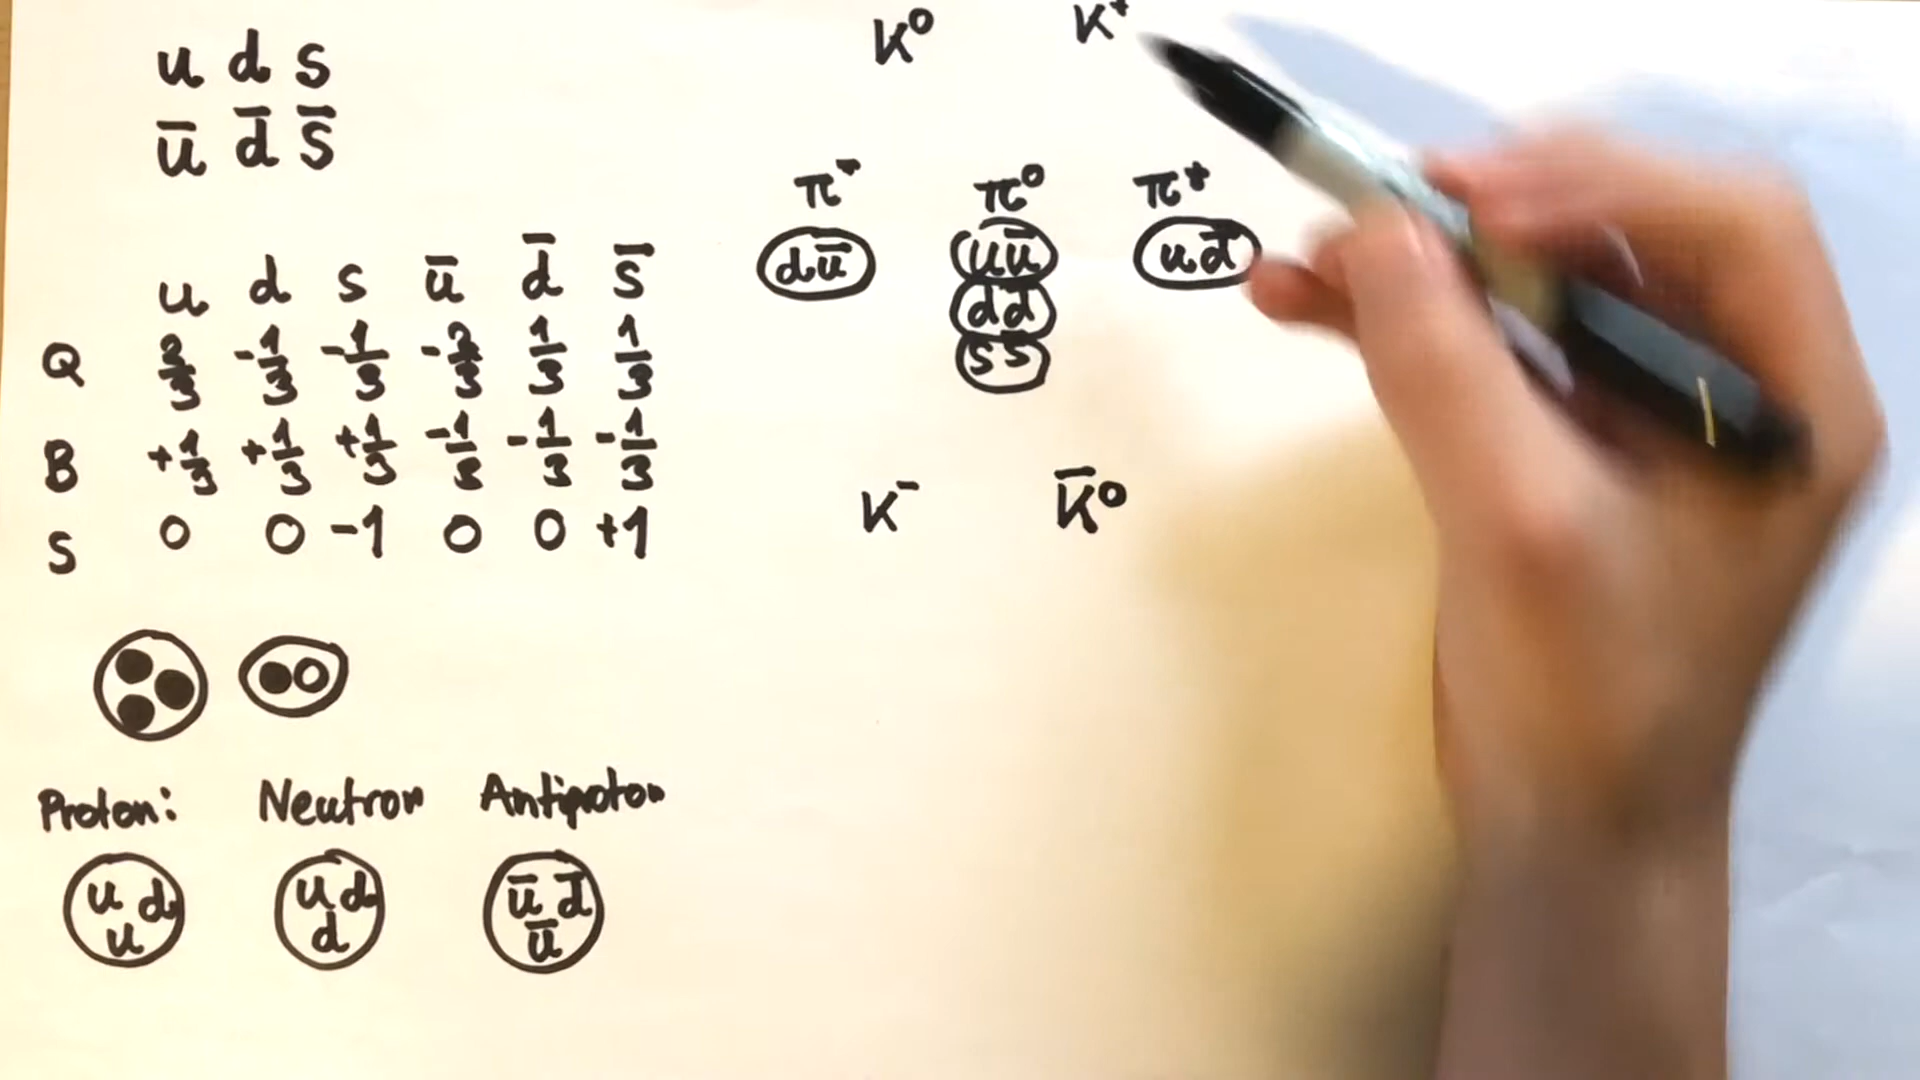 u d s
ū d̄ s̄
u d s ū d̄ s̄
Q 2/3 -1/3 -1/3 -2/3 1/3 1/3
B +1/3 +1/3 +1/3 -1/3 -1/3 -1/3
S 0 0 -1 0 0 +1
Proton: Neutron Antiproton
u d u d ū d̄
u d ū
K⁰ K⁺
π⁻ π⁰ π⁺
dū uū ud̄
dd̄
ss̄
K⁻ K̄⁰